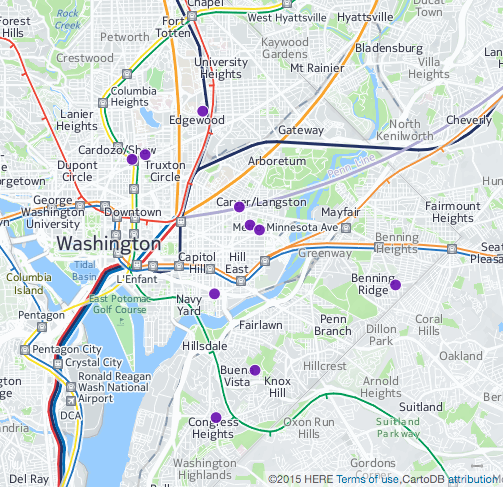 Chapel
Forest
Hills
Rock
Creek
Fort
Totten
West Hyattsville
Hyattsville
Ducat
Town
Petworth
Kaywood
Gardens
Bladensburg
Crestwood
University
Heights
Mt Rainier
Villa
Heights
Columbia
Heights
Lanier
Heights
Edgewood
Gateway
North
Kenilworth
Cheverly
Cardozo/Shaw
Dupont
Circle
Truxton
Circle
Arboretum
Penn Line
George
Washington
University
Downtown
Carver/Langston
Mayfair
Fairmount
Heights
Minnesota Ave
Washington
Capitol
Hill
Hill
East
Benning
Heights
Greenway
Seat
Pleasa
Tidal
Basin
L'Enfant
Columbia
Island
East Potomac
Golf Course
Navy
Yard
Benning
Ridge
Pentagon
Fairlawn
Penn
Branch
Dillon
Park
Coral
Hills
Hillsdale
Pentagon City
Crystal City
Ronald Reagan
Wash National
Airport
DCA
Buena
Vista
Knox
Hill
Hillcrest
Oakland
Arnold
Heights
Suitland
Congress
Heights
Oxon Run
Hills
Suitland
Parkway
Washington
Highlands
Gordons
Del Ray
©2015 HERE Terms of use,CartoDB attribution